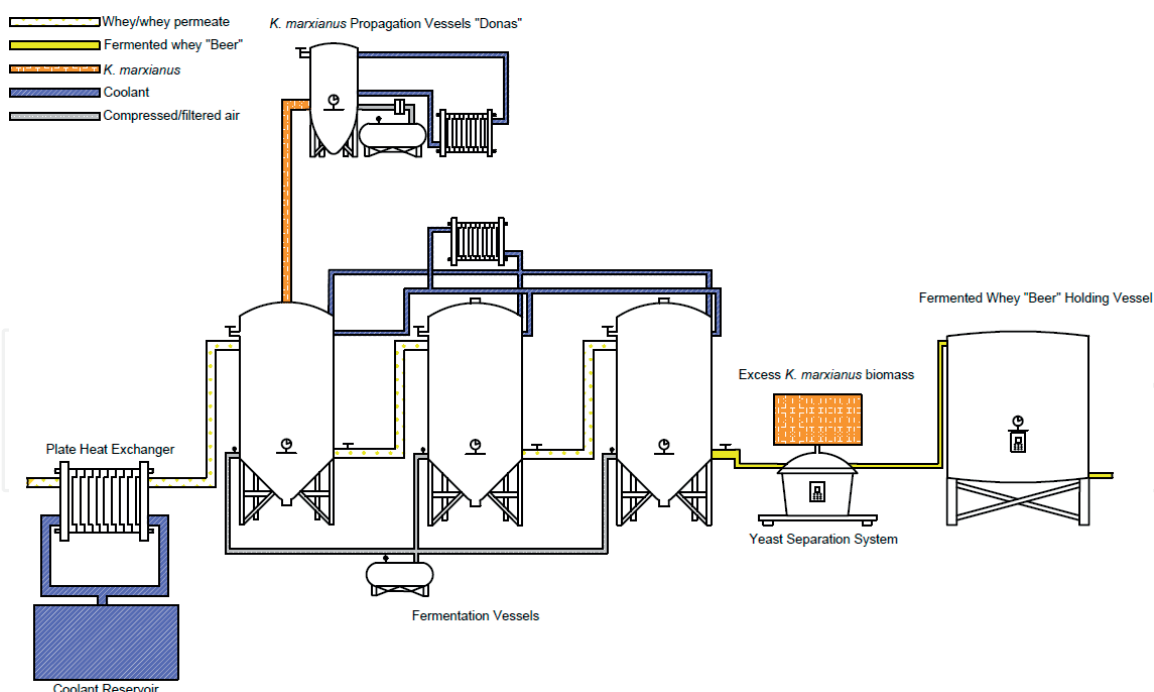 Whey/whey permeate
Fermented whey "Beer"
K. marxianus
Coolant
Compressed/filtered air
K. marxianus Propagation Vessels "Donas"
Fermented Whey "Beer" Holding Vessel
Excess K. marxianus biomass
Plate Heat Exchanger
Yeast Separation System
Fermentation Vessels
Coolant Reservoir